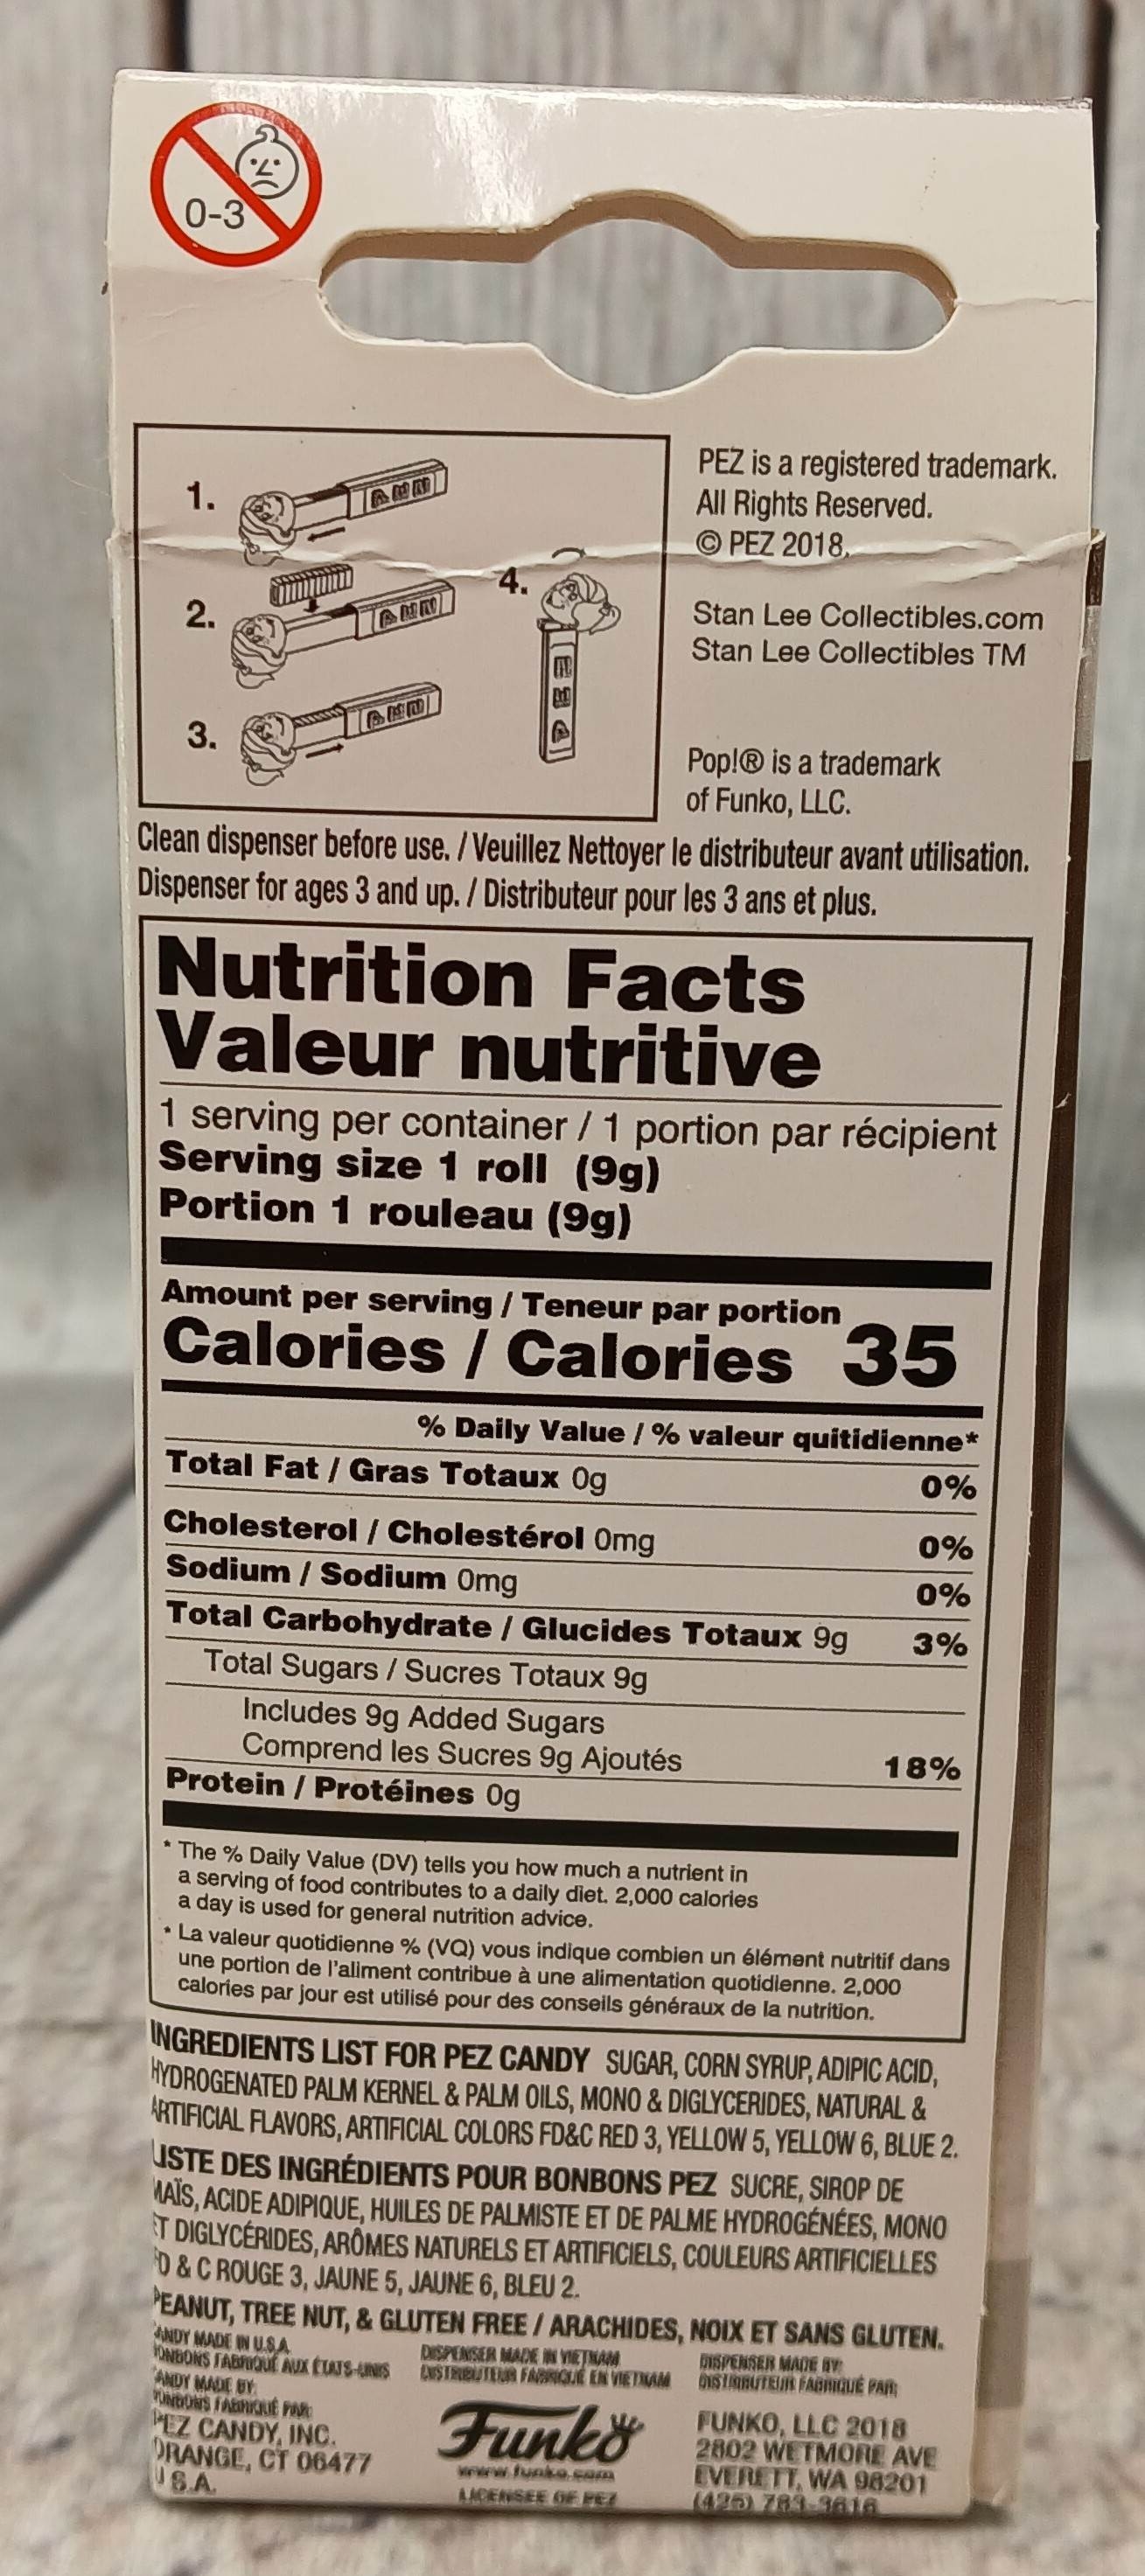 0-3
1.
2.
3.
4.
PEZ is a registered trademark.
All Rights Reserved.
© PEZ 2018.
Stan Lee Collectibles.com
Stan Lee Collectibles TM
Pop!® is a trademark
of Funko, LLC.
Clean dispenser before use. / Veuillez Nettoyer le distributeur avant utilisation.
Dispenser for ages 3 and up. / Distributeur pour les 3 ans et plus.
Nutrition Facts
Valeur nutritive
1 serving per container / 1 portion par récipient
Serving size 1 roll (9g)
Portion 1 rouleau (9g)
Amount per serving / Teneur par portion
Calories / Calories 35
% Daily Value / % valeur quitidienne*
Total Fat / Gras Totaux 0g 0%
Cholesterol / Cholestérol 0mg 0%
Sodium / Sodium 0mg 0%
Total Carbohydrate / Glucides Totaux 9g 3%
Total Sugars / Sucres Totaux 9g
Includes 9g Added Sugars
Comprend les Sucres 9g Ajoutés 18%
Protein / Protéines 0g
* The % Daily Value (DV) tells you how much a nutrient in
a serving of food contributes to a daily diet. 2,000 calories
a day is used for general nutrition advice.
* La valeur quotidienne % (VQ) vous indique combien un élément nutritif dans
une portion de l'aliment contribue à une alimentation quotidienne. 2,000
calories par jour est utilisé pour des conseils généraux de la nutrition.
INGREDIENTS LIST FOR PEZ CANDY SUGAR, CORN SYRUP, ADIPIC ACID,
HYDROGENATED PALM KERNEL & PALM OILS, MONO & DIGLYCERIDES, NATURAL &
ARTIFICIAL FLAVORS, ARTIFICIAL COLORS FD&C RED 3, YELLOW 5, YELLOW 6, BLUE 2.
LISTE DES INGRÉDIENTS POUR BONBONS PEZ SUCRE, SIROP DE
MAÏS, ACIDE ADIPIQUE, HUILES DE PALMISTE ET DE PALME HYDROGÉNÉES, MONO
ET DIGLYCÉRIDES, ARÔMES NATURELS ET ARTIFICIELS, COULEURS ARTIFICIELLES
FD & C ROUGE 3, JAUNE 5, JAUNE 6, BLEU 2.
PEANUT, TREE NUT, & GLUTEN FREE / ARACHIDES, NOIX ET SANS GLUTEN.
CANDY MADE IN U.S.A.
BONBONS FABRIQUÉ AUX ÉTATS-UNIS
CANDY MADE BY:
BONBONS FABRIQUÉ PAR:
PEZ CANDY, INC.
ORANGE, CT 06477
U.S.A.
DISPENSER MADE IN VIETNAM
DISTRIBUTEUR FABRIQUÉ EN VIETNAM
Funko
www.funko.com
LICENSEE OF PEZ
DISPENSER MADE BY:
DISTRIBUTEUR FABRIQUÉ PAR:
FUNKO, LLC 2018
2802 WETMORE AVE
EVERETT, WA 98201
(425) 783-3616